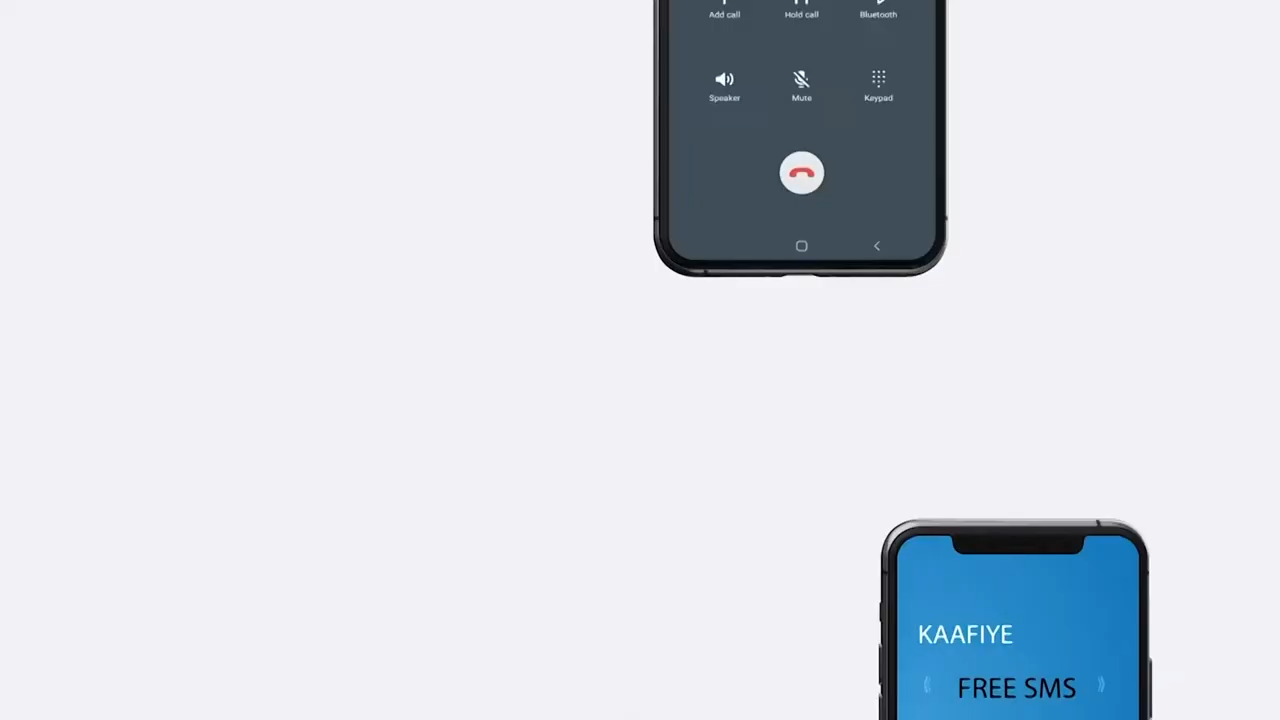 Add call Hold call Bluetooth
Speaker Mute Keypad
KAAFIYE
FREE SMS